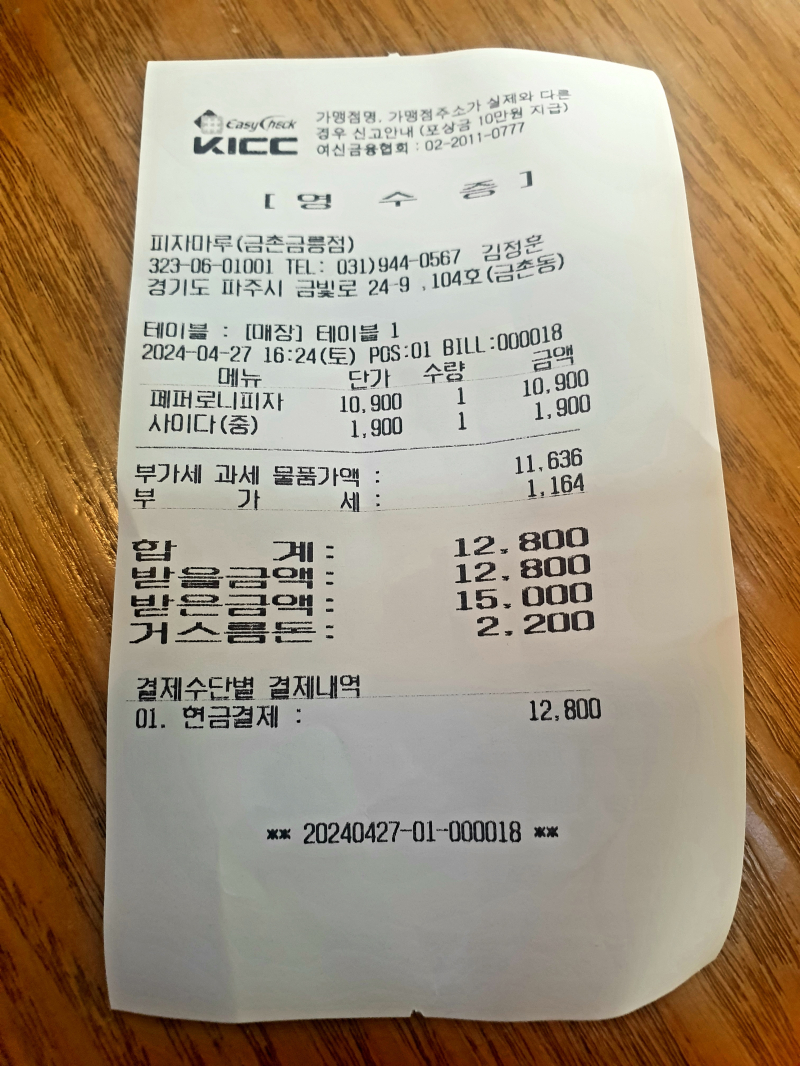 EasyCheck
KICC
가맹점명, 가맹점주소가 실제와 다른
경우 신고안내 (포상금 10만원 지급)
여신금융협회 : 02-2011-0777
[ 영 수 증 ]
피자마루(금촌금릉점)
323-06-01001 TEL: 031)944-0567 김정훈
경기도 파주시 금빛로 24-9 ,104호(금촌동)
테이블 : [매장] 테이블 1
2024-04-27 16:24(토) POS:01 BILL:000018
메뉴 단가 수량 금액
페퍼로니피자 10,900 1 10,900
사이다(중) 1,900 1 1,900
부가세 과세 물품가액 : 11,636
부 가 세 : 1,164
합 계: 12,800
받을금액: 12,800
받은금액: 15,000
거스름돈: 2,200
결제수단별 결제내역
01. 현금결제 : 12,800
** 20240427-01-000018 **